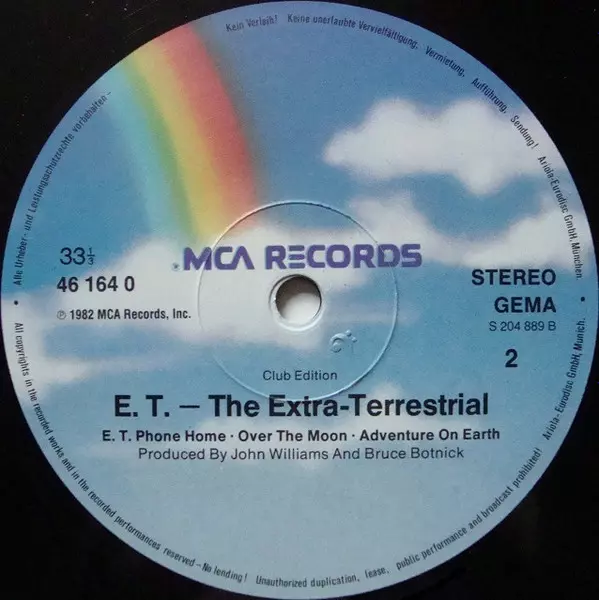 Alle Urheber- und Leistungsschutzrechte vorbehalten –
Kein Verleih! Keine unerlaubte Vervielfältigung, Vermietung, Aufführung, Sendung! Ariola-Eurodisc GmbH, München.
MCA RECORDS
33⅓
46 164 0
℗ 1982 MCA Records, Inc.
STEREO
GEMA
S 204 889 B
2
Club Edition
E. T. – The Extra-Terrestrial
E. T. Phone Home · Over The Moon · Adventure On Earth
Produced By John Williams And Bruce Botnick
All copyrights in the recorded works and in the recorded performances reserved – No lending! Unauthorized duplication, lease, public performance and broadcast prohibited! Ariola-Eurodisc GmbH, Munich.